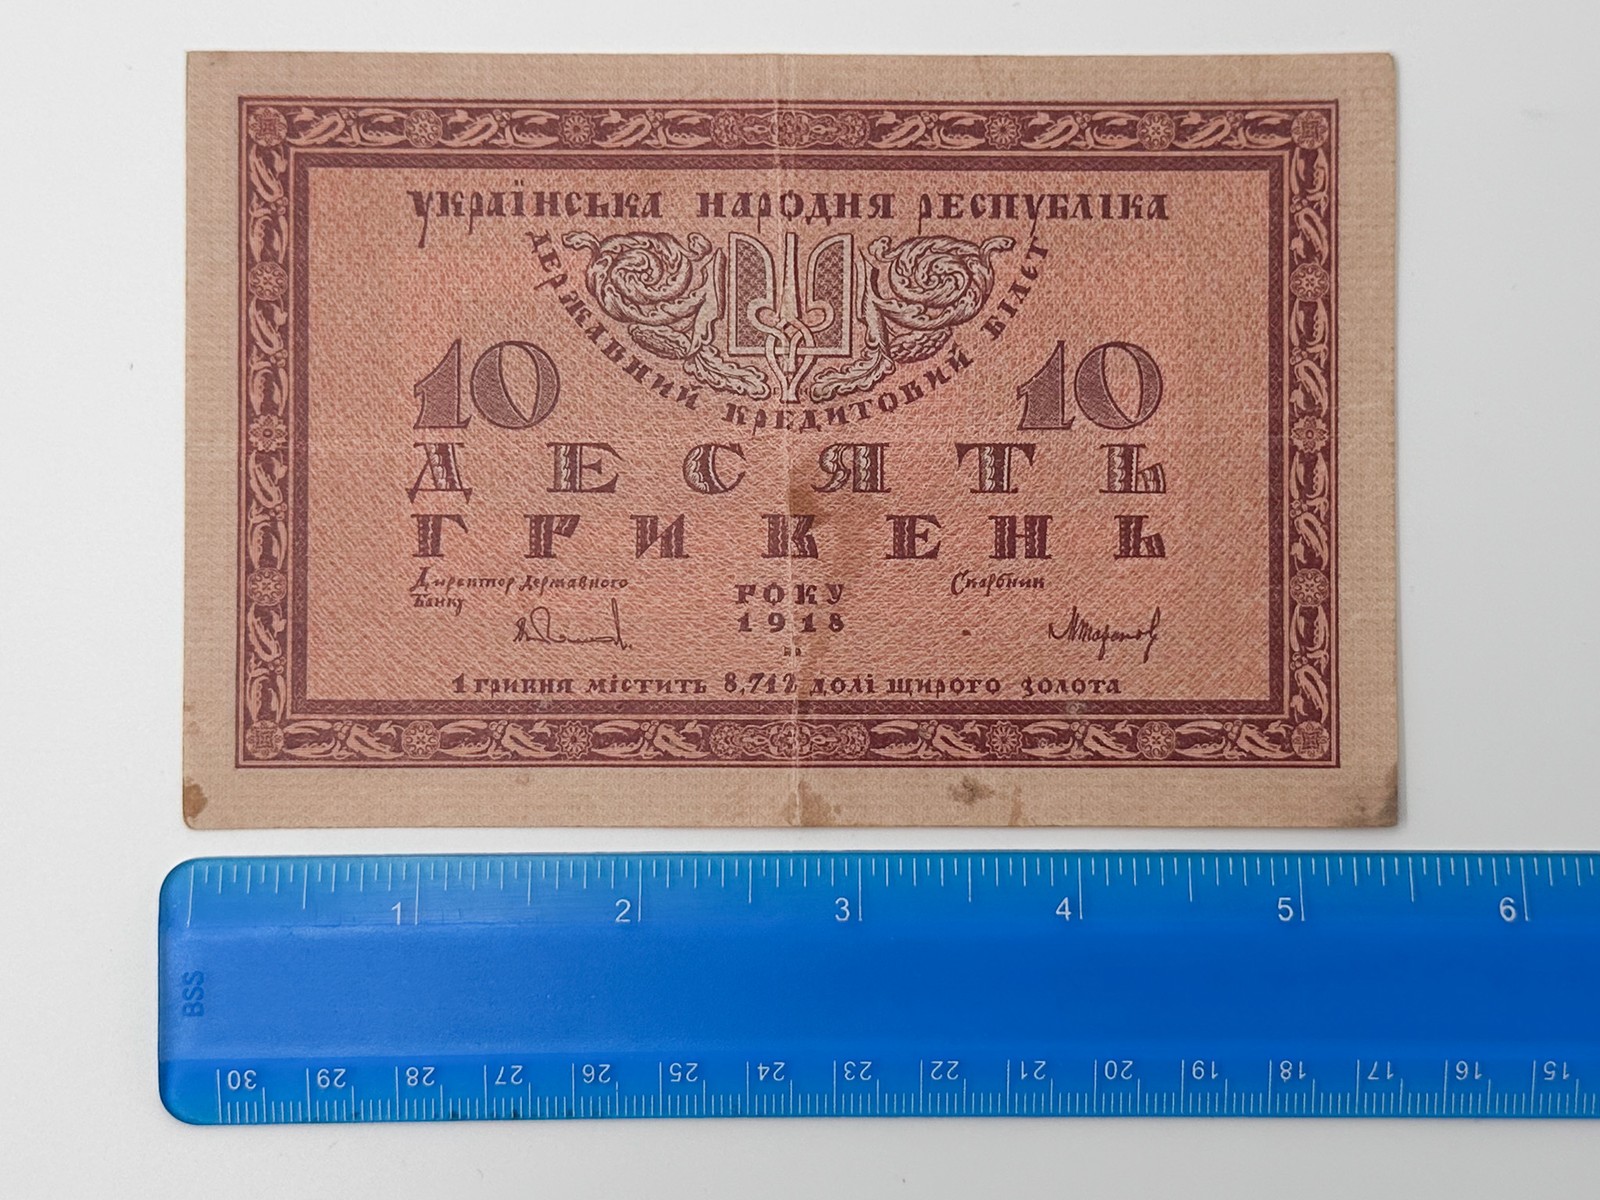 УКРАЇНСЬКА НАРОДНЯ РЕСПУБЛІКА
ДЕРЖАВНИЙ КРЕДИТОВИЙ БІЛЕТ
10 10
ДЕСЯТЬ
ГРИВЕНЬ
Директор Державного Банку
РОКУ
1918
Скарбник
1 гривня містить 8,712 долі щирого золота
1 2 3 4 5 6
BSS
30 29 28 27 26 25 24 23 22 21 20 19 18 17 16 15